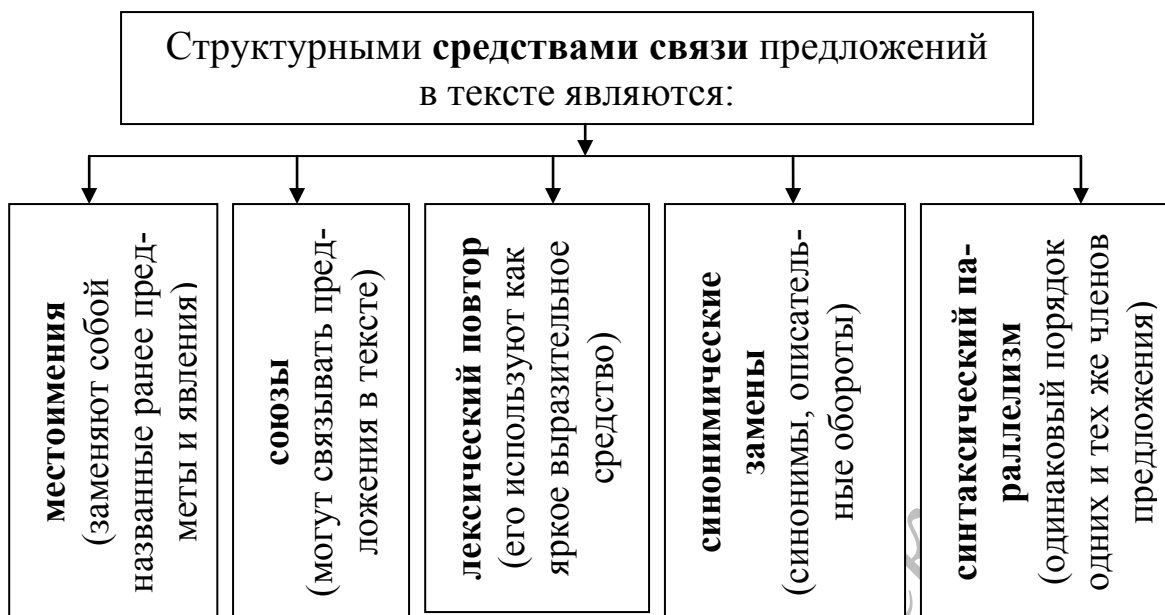 Структурными средствами связи предложений
в тексте являются:
местоимения
(заменяют собой
названные ранее пред-
меты и явления)
союзы
(могут связывать пред-
ложения в тексте)
лексический повтор
(его используют как
яркое выразительное
средство)
синонимические
замены
(синонимы, описатель-
ные обороты)
синтаксический па-
раллелизм
(одинаковый порядок
одних и тех же членов
предложения)